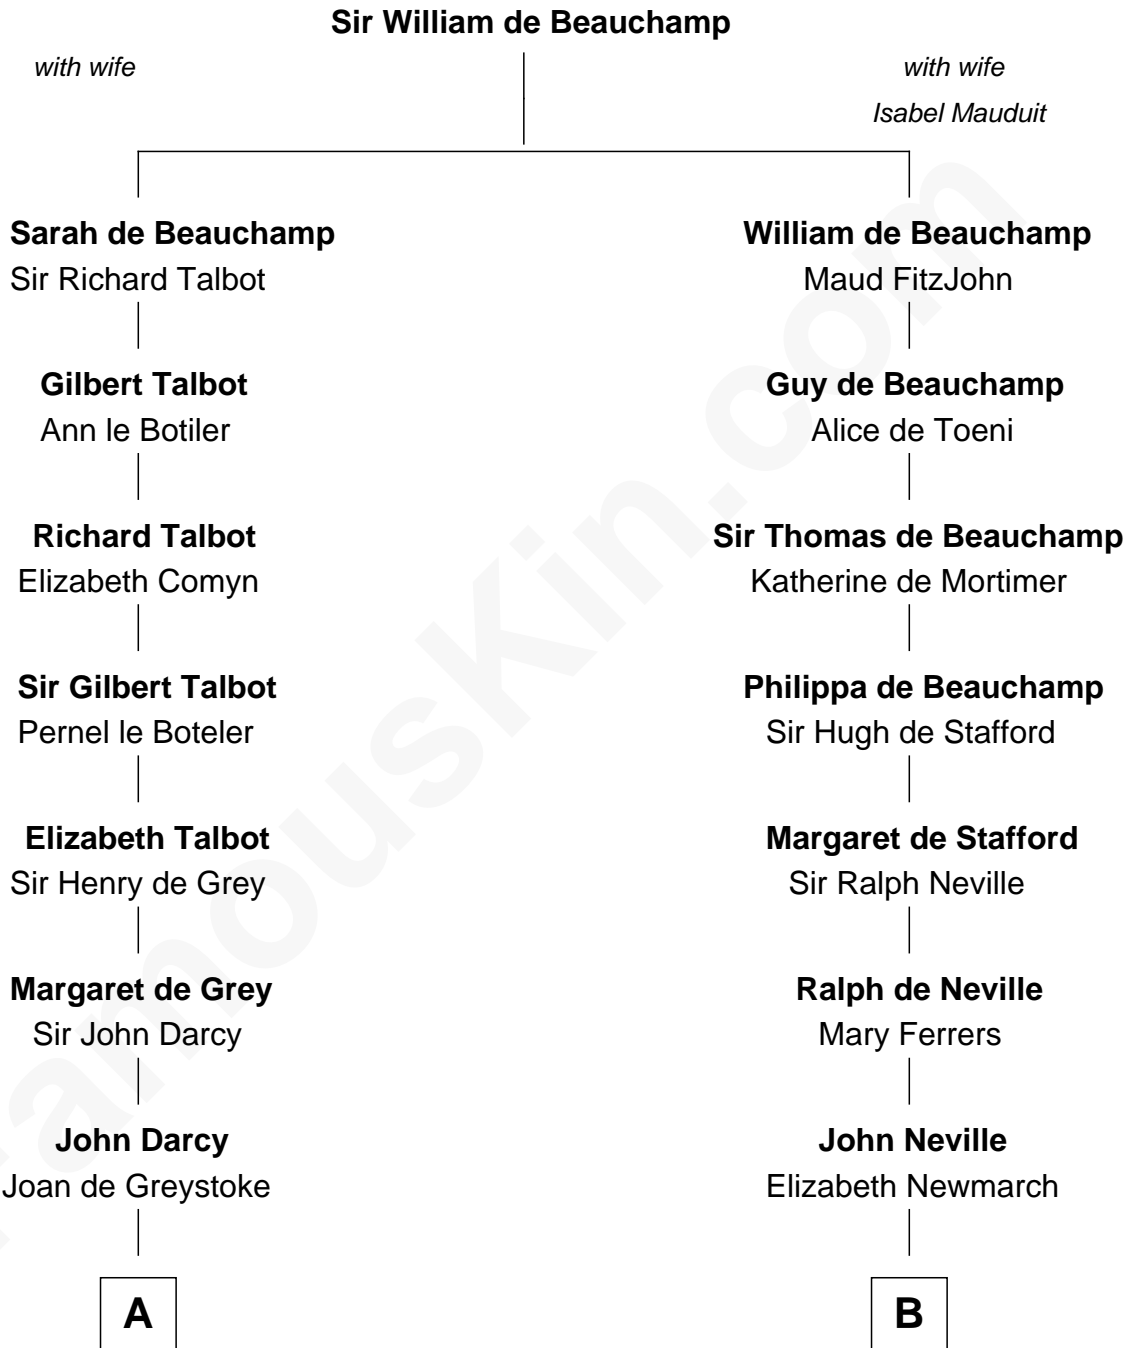 Sir William de Beauchamp
with wife
with wife
Isabel Mauduit
Sarah de Beauchamp
Sir Richard Talbot
William de Beauchamp
Maud FitzJohn
Gilbert Talbot
Ann le Botiler
Guy de Beauchamp
Alice de Toeni
Richard Talbot
Elizabeth Comyn
Sir Thomas de Beauchamp
Katherine de Mortimer
Sir Gilbert Talbot
Pernel le Boteler
Philippa de Beauchamp
Sir Hugh de Stafford
Elizabeth Talbot
Sir Henry de Grey
Margaret de Stafford
Sir Ralph Neville
Margaret de Grey
Sir John Darcy
Ralph de Neville
Mary Ferrers
John Darcy
Joan de Greystoke
John Neville
Elizabeth Newmarch
A
B
FamousKin.com